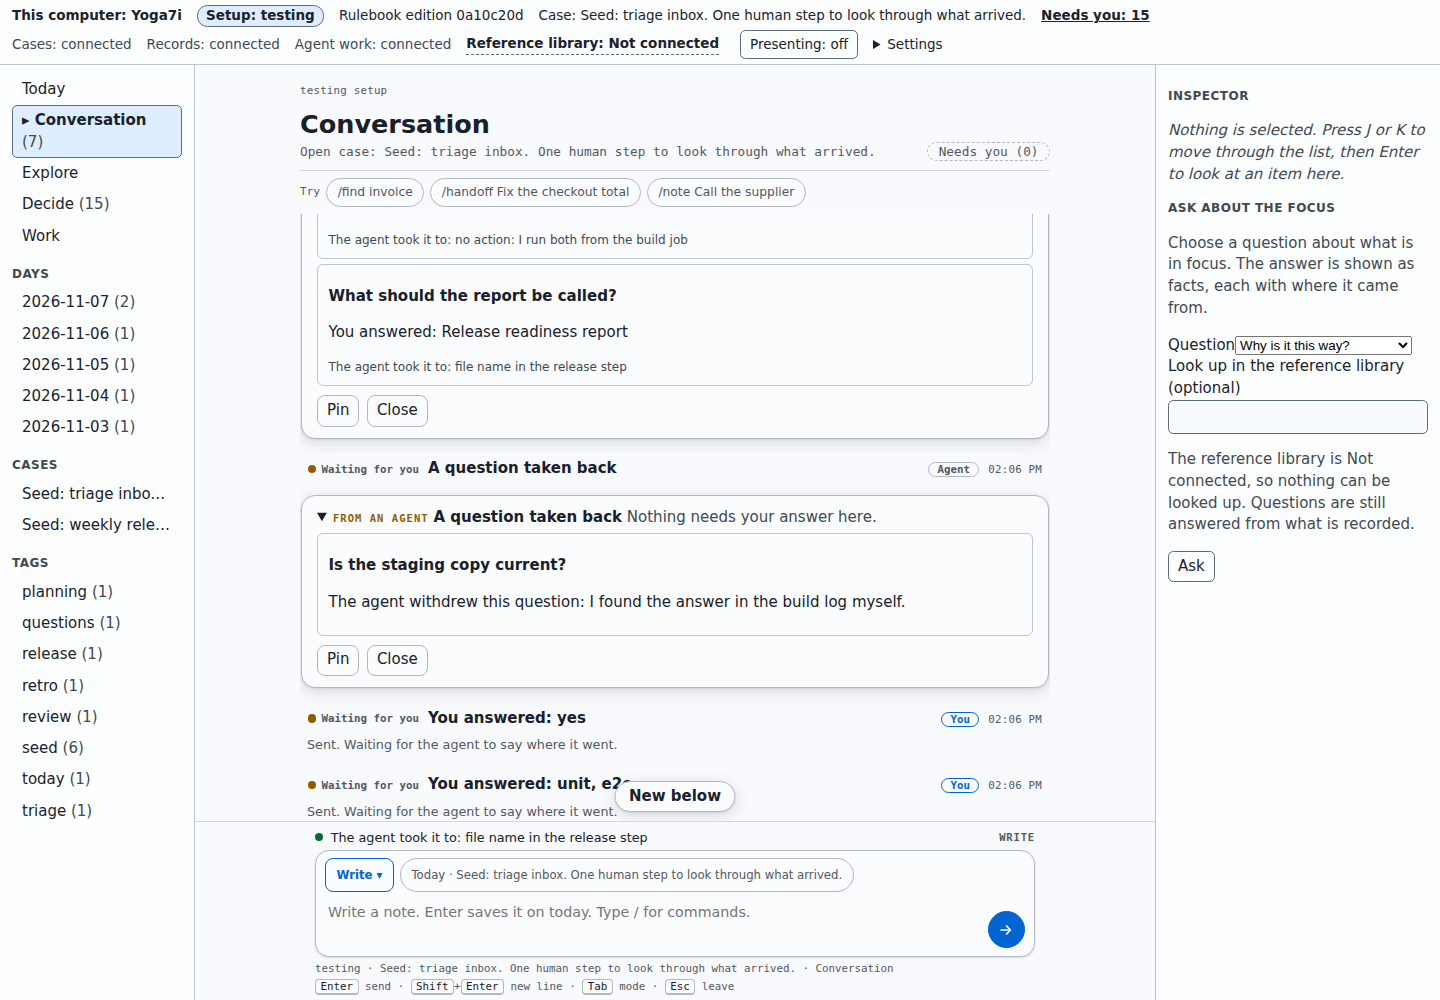 This computer: Yoga7i Setup: testing Rulebook edition 0a10c20d Case: Seed: triage inbox. One human step to look through what arrived. Needs you: 15
Cases: connected Records: connected Agent work: connected Reference library: Not connected Presenting: off ▶ Settings
Today
▸ Conversation
(7)
Explore
Decide (15)
Work
DAYS
2026-11-07 (2)
2026-11-06 (1)
2026-11-05 (1)
2026-11-04 (1)
2026-11-03 (1)
CASES
Seed: triage inbo…
Seed: weekly rele…
TAGS
planning (1)
questions (1)
release (1)
retro (1)
review (1)
seed (6)
today (1)
triage (1)
testing setup
Conversation
Open case: Seed: triage inbox. One human step to look through what arrived. Needs you (0)
Try /find invoice /handoff Fix the checkout total /note Call the supplier
The agent took it to: no action: I run both from the build job
What should the report be called?
You answered: Release readiness report
The agent took it to: file name in the release step
Pin Close
Waiting for you A question taken back Agent 02:06 PM
▼ FROM AN AGENT A question taken back Nothing needs your answer here.
Is the staging copy current?
The agent withdrew this question: I found the answer in the build log myself.
Pin Close
Waiting for you You answered: yes You 02:06 PM
Sent. Waiting for the agent to say where it went.
Waiting for you You answered: unit, e2e You 02:06 PM
New below
Sent. Waiting for the agent to say where it went.
The agent took it to: file name in the release step WRITE
Write ▾ Today · Seed: triage inbox. One human step to look through what arrived.
Write a note. Enter saves it on today. Type / for commands.
→
testing · Seed: triage inbox. One human step to look through what arrived. · Conversation
Enter send · Shift+Enter new line · Tab mode · Esc leave
INSPECTOR
Nothing is selected. Press J or K to
move through the list, then Enter
to look at an item here.
ASK ABOUT THE FOCUS
Choose a question about what is
in focus. The answer is shown as
facts, each with where it came
from.
Question Why is it this way?
Look up in the reference library
(optional)
The reference library is Not
connected, so nothing can be
looked up. Questions are still
answered from what is recorded.
Ask